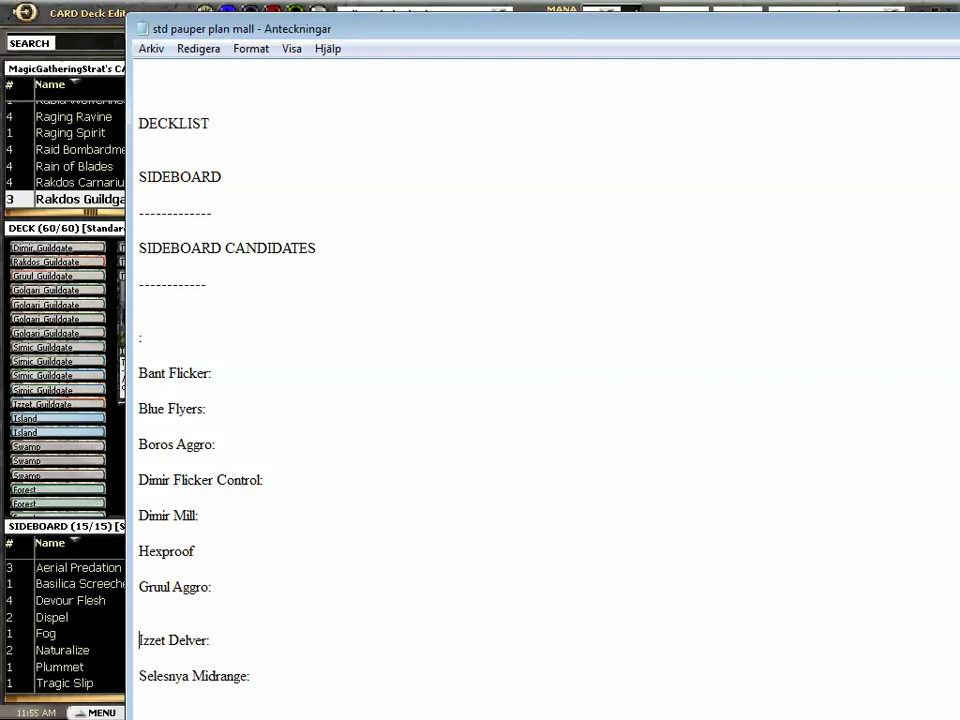 CARD Deck Edit
MANA
std pauper plan mall - Anteckningar
SEARCH
Arkiv Redigera Format Visa Hjälp
MagicGatheringStrat's CA
# Name
4 Raging Ravine
1 Raging Spirit
4 Raid Bombardme
4 Rain of Blades
4 Rakdos Carnariu
3 Rakdos Guildga
DECK (60/60) [Standar
Dimir Guildgate
Rakdos Guildgate
Gruul Guildgate
Golgari Guildgate
Golgari Guildgate
Golgari Guildgate
Golgari Guildgate
Simic Guildgate
Simic Guildgate
Simic Guildgate
Simic Guildgate
Izzet Guildgate
Island
Island
Swamp
Swamp
Swamp
Forest
Forest
SIDEBOARD (15/15) [S
# Name
3 Aerial Predation
1 Basilica Screeche
4 Devour Flesh
2 Dispel
1 Fog
2 Naturalize
1 Plummet
1 Tragic Slip
11:55 AM MENU
DECKLIST
SIDEBOARD
-------------
SIDEBOARD CANDIDATES
------------
:
Bant Flicker:
Blue Flyers:
Boros Aggro:
Dimir Flicker Control:
Dimir Mill:
Hexproof
Gruul Aggro:
Izzet Delver:
Selesnya Midrange: